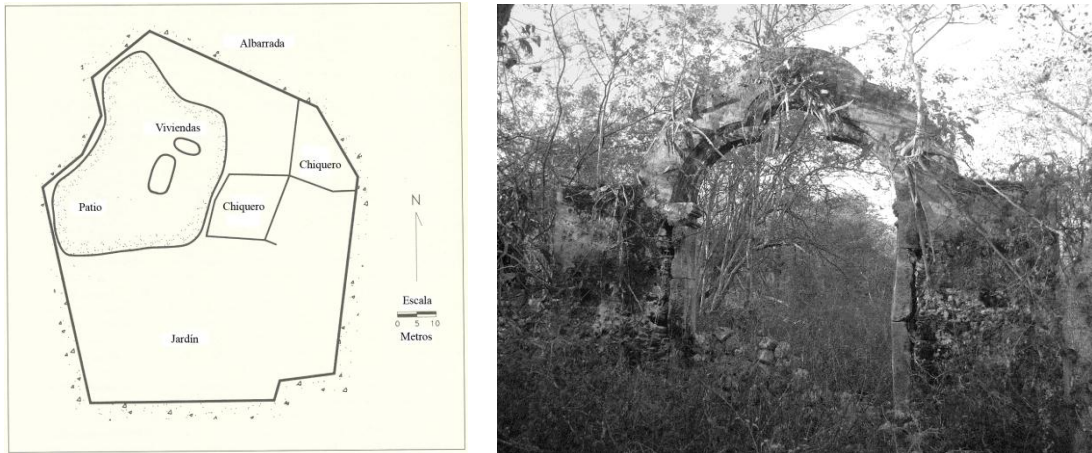 Albarrada
Viviendas
Chiquero
Chiquero
Patio
N
Escala
0 5 10
Metros
Jardín